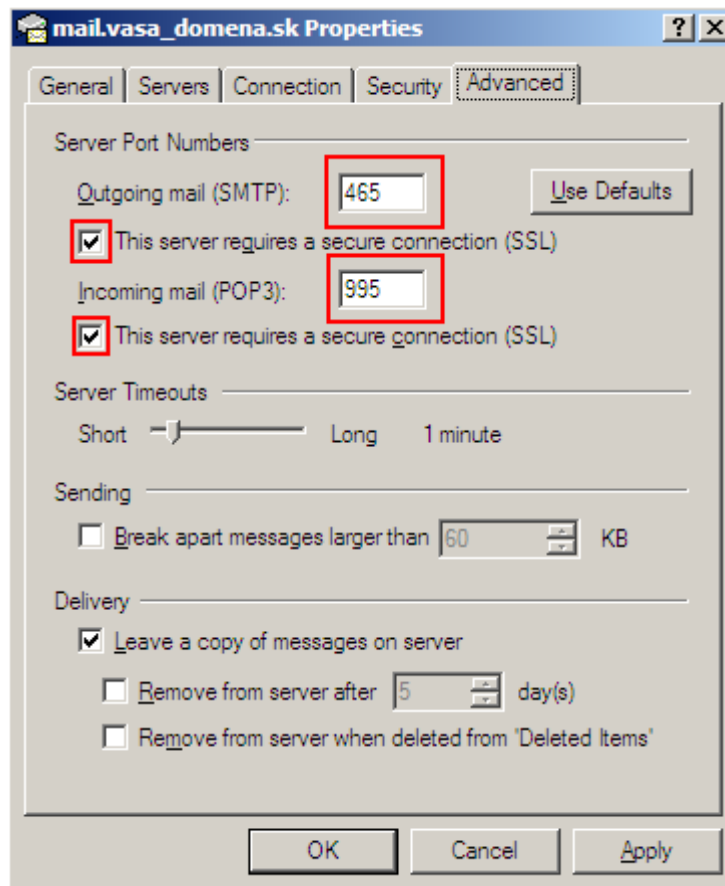 mail.vasa_domena.sk Properties
General Servers Connection Security Advanced
Server Port Numbers
Outgoing mail (SMTP): 465 Use Defaults
This server requires a secure connection (SSL)
Incoming mail (POP3): 995
This server requires a secure connection (SSL)
Server Timeouts
Short Long 1 minute
Sending
Break apart messages larger than 60 KB
Delivery
Leave a copy of messages on server
Remove from server after 5 day(s)
Remove from server when deleted from 'Deleted Items'
OK Cancel Apply